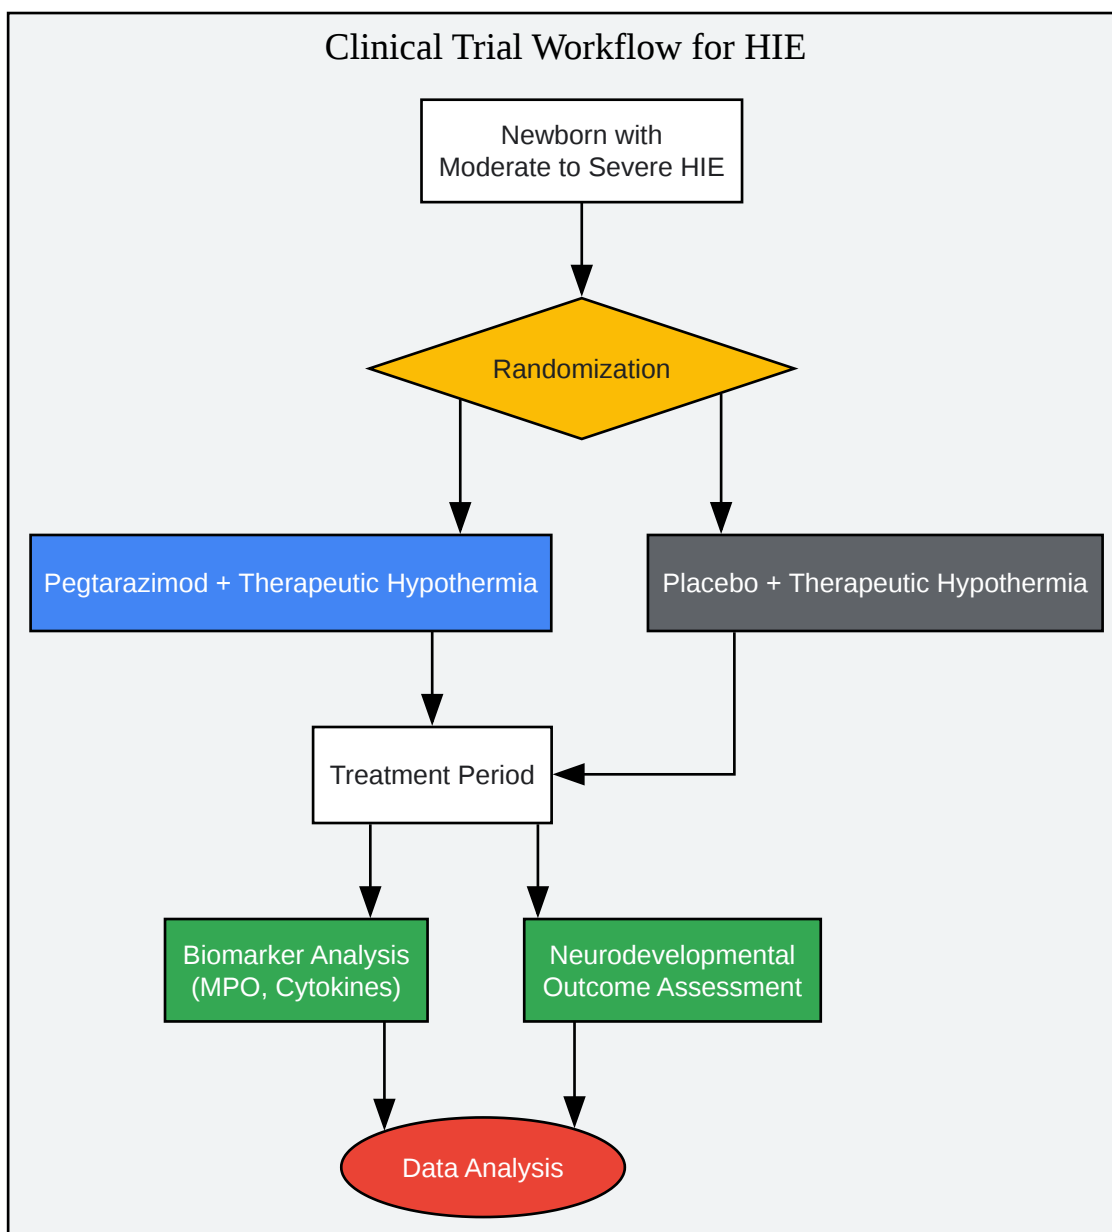 Clinical Trial Workflow for HIE
Newborn with
Moderate to Severe HIE
Randomization
Pegtarazimod + Therapeutic Hypothermia
Placebo + Therapeutic Hypothermia
Treatment Period
Biomarker Analysis
(MPO, Cytokines)
Neurodevelopmental
Outcome Assessment
Data Analysis